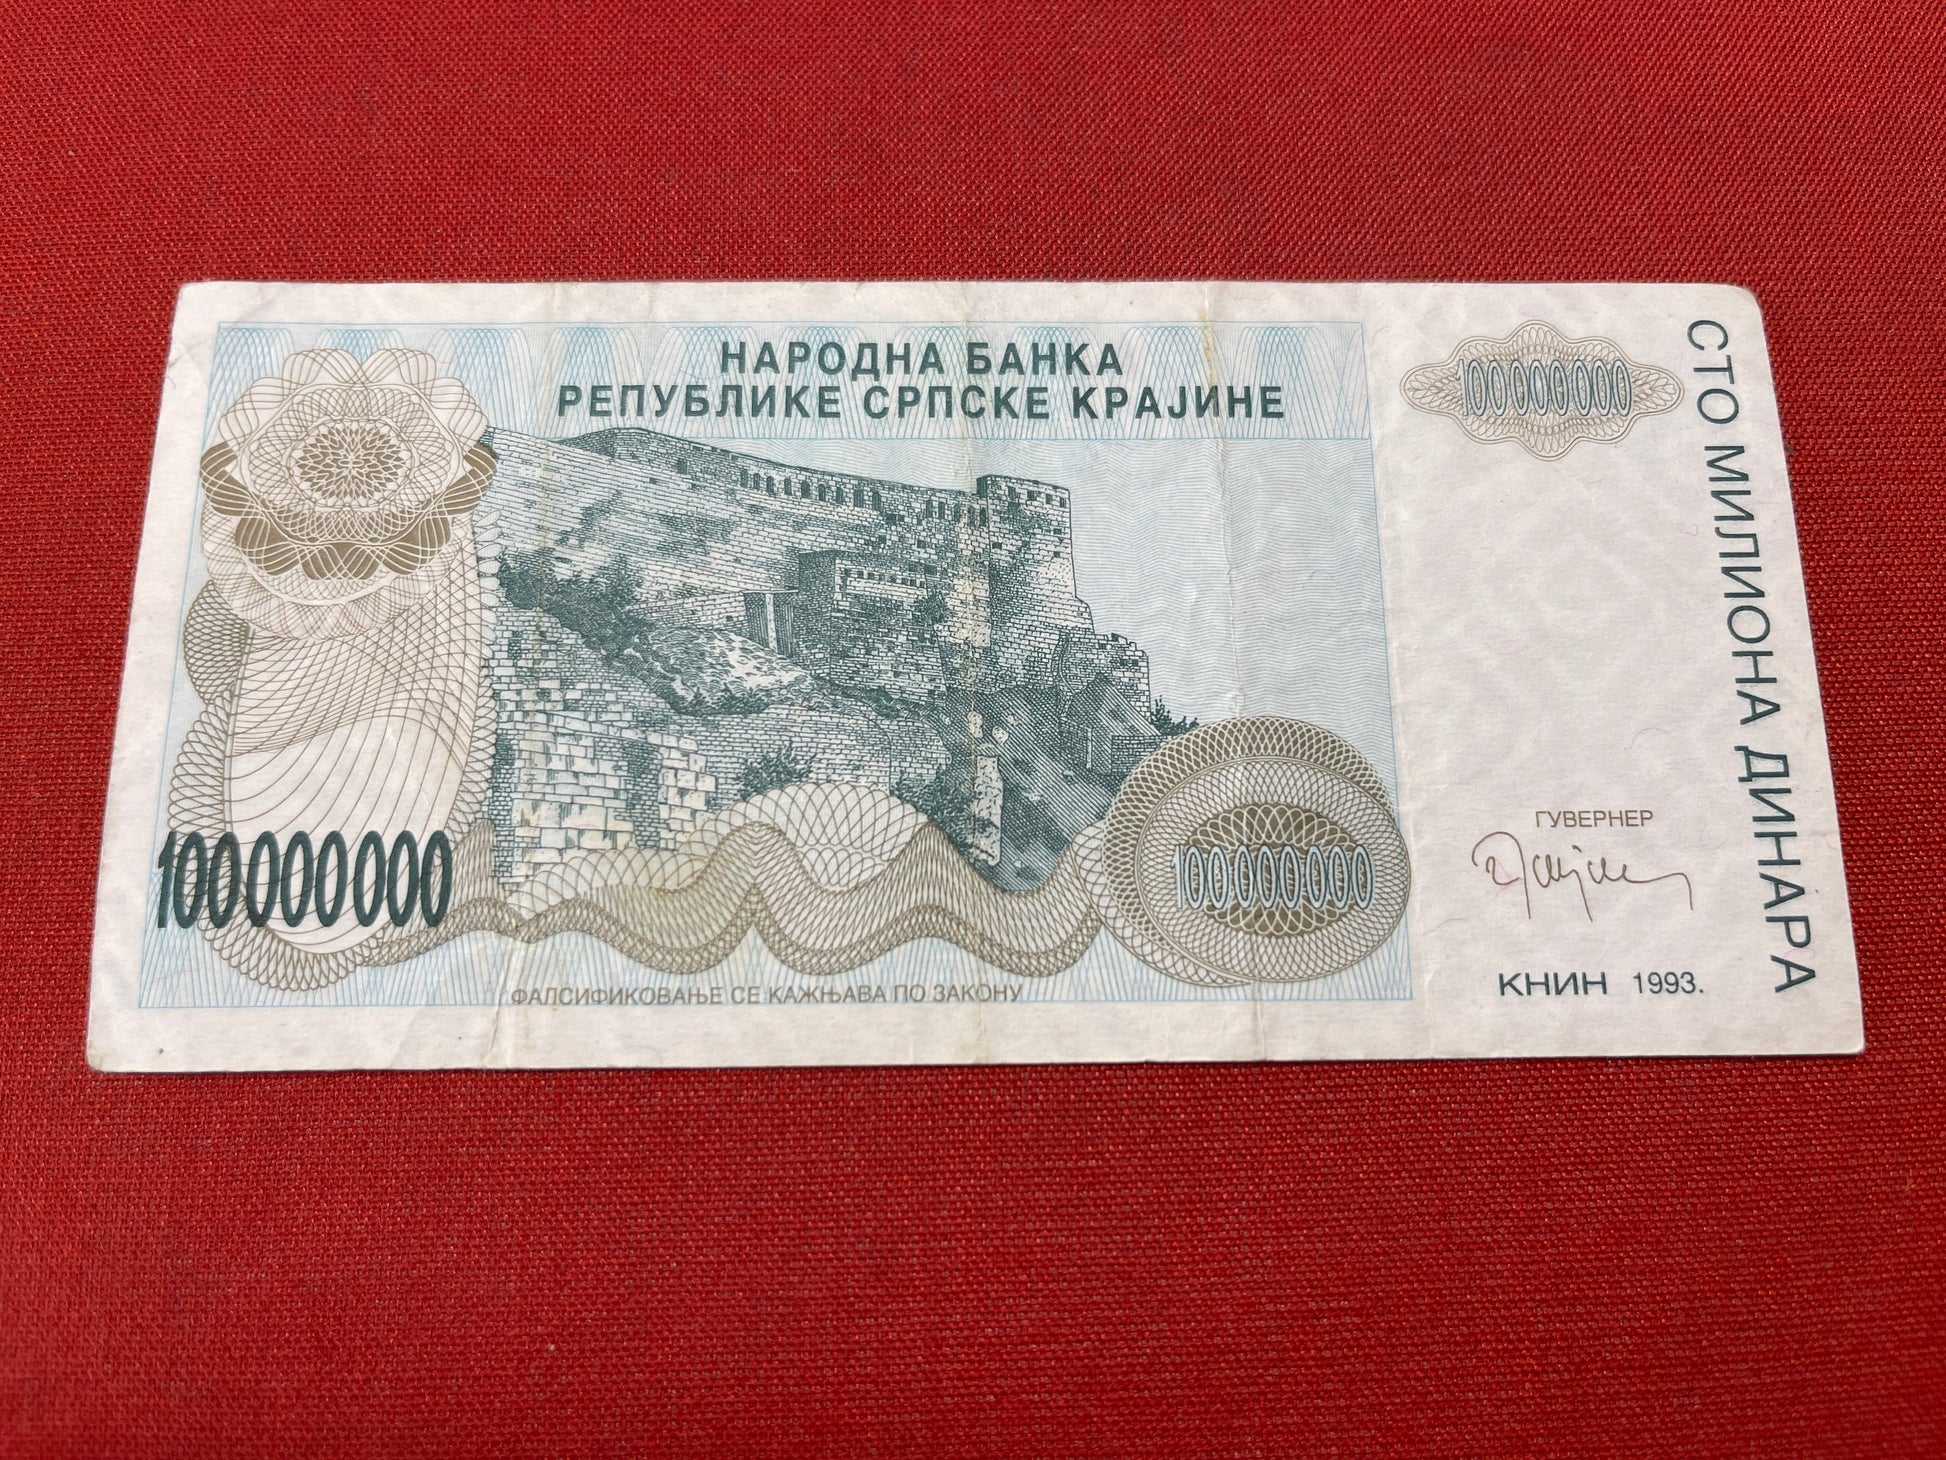 НАРОДНА БАНКА
РЕПУБЛИКЕ СРПСКЕ КРАЈИНЕ
100000000
СТО МИЛИОНА ДИНАРА
ГУВЕРНЕР
100000000
100000000
КНИН 1993.
ФАЛСИФИКОВАЊЕ СЕ КАЖЊАВА ПО ЗАКОНУ